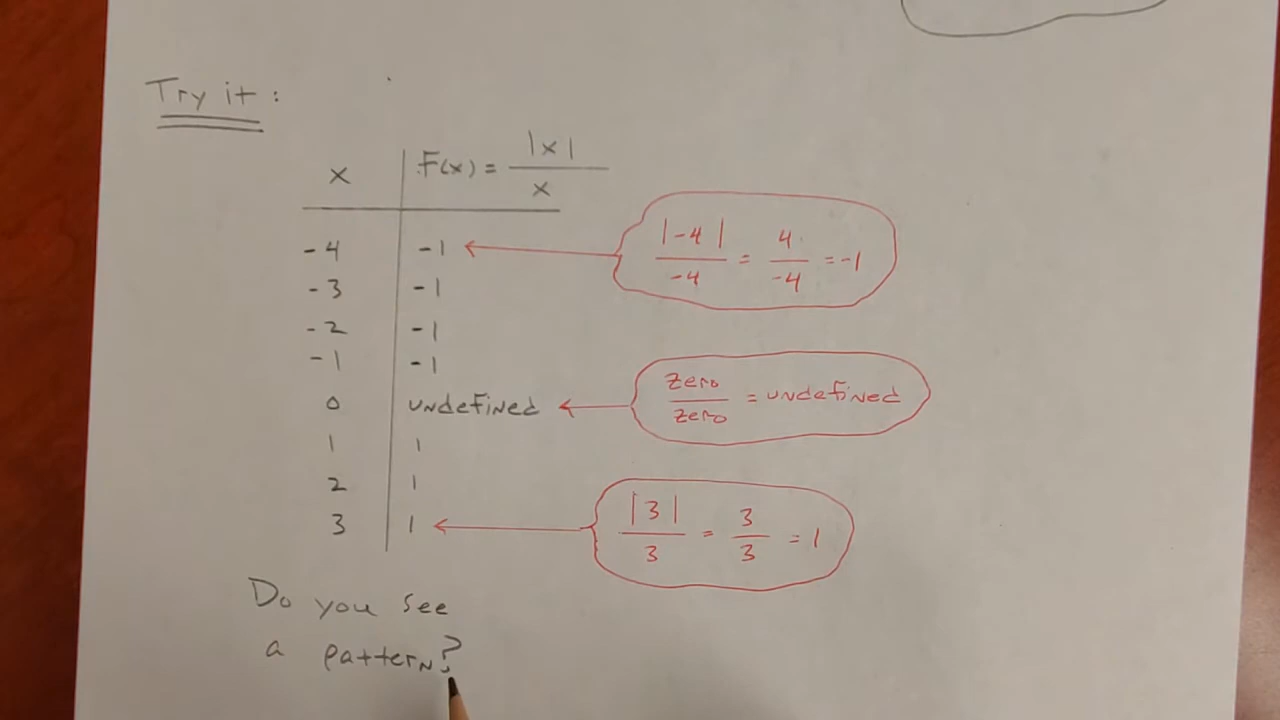 Try it:
x F(x) = |x| / x
-4 -1 |-4| / -4 = 4 / -4 = -1
-3 -1
-2 -1
-1 -1
0 undefined zero / zero = undefined
1 1
2 1
3 1 |3| / 3 = 3 / 3 = 1
Do you see
a pattern?